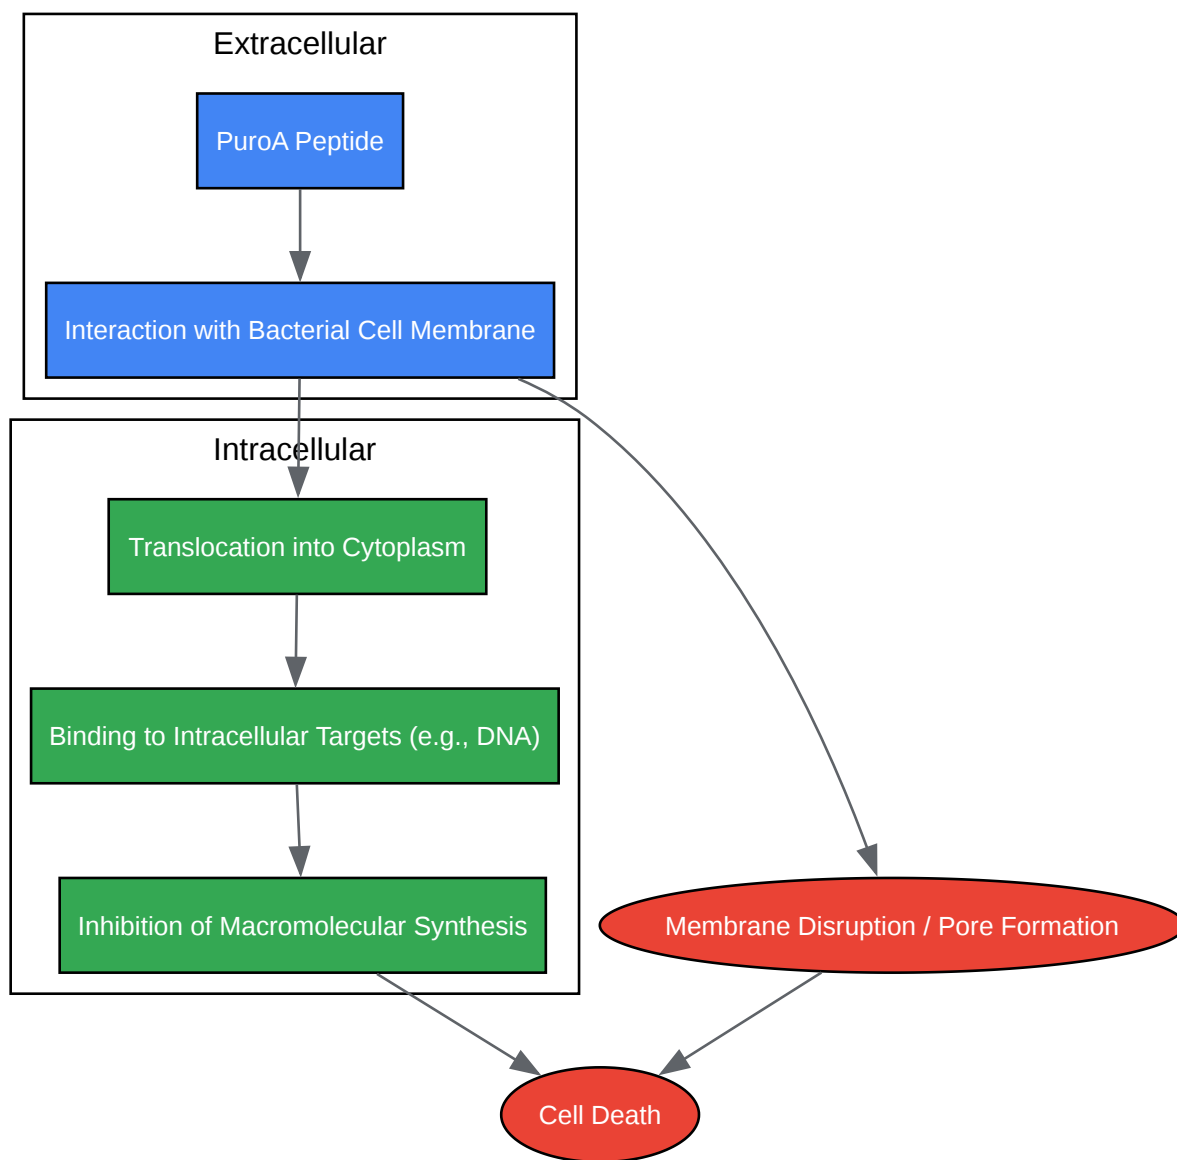 Extracellular
PuroA Peptide
Interaction with Bacterial Cell Membrane
Intracellular
Translocation into Cytoplasm
Binding to Intracellular Targets (e.g., DNA)
Inhibition of Macromolecular Synthesis
Membrane Disruption / Pore Formation
Cell Death